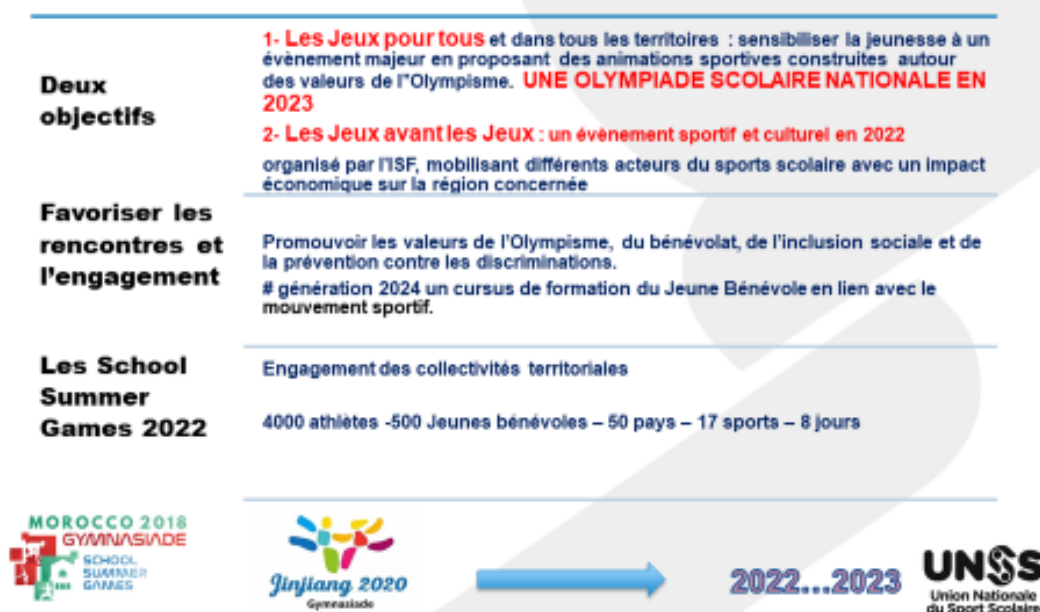 Deux
objectifs
1- Les Jeux pour tous et dans tous les territoires : sensibiliser la jeunesse à un
évènement majeur en proposant des animations sportives construites autour
des valeurs de l'’Olympisme. UNE OLYMPIADE SCOLAIRE NATIONALE EN
2023
2- Les Jeux avant les Jeux : un évènement sportif et culturel en 2022
organisé par l'ISF, mobilisant différents acteurs du sports scolaire avec un impact
économique sur la région concernée
Favoriser les
rencontres et
l’engagement
Promouvoir les valeurs de l’Olympisme, du bénévolat, de l’inclusion sociale et de
la prévention contre les discriminations.
# génération 2024 un cursus de formation du Jeune Bénévole en lien avec le
mouvement sportif.
Les School
Summer
Games 2022
Engagement des collectivités territoriales
4000 athlètes -500 Jeunes bénévoles – 50 pays – 17 sports – 8 jours
MOROCCO 2018
GYMNASIADE
SCHOOL
SUMMER
GAMES
Jinjiang 2020
Gymnasiade
2022...2023
UNSS
Union Nationale
du Sport Scolaire